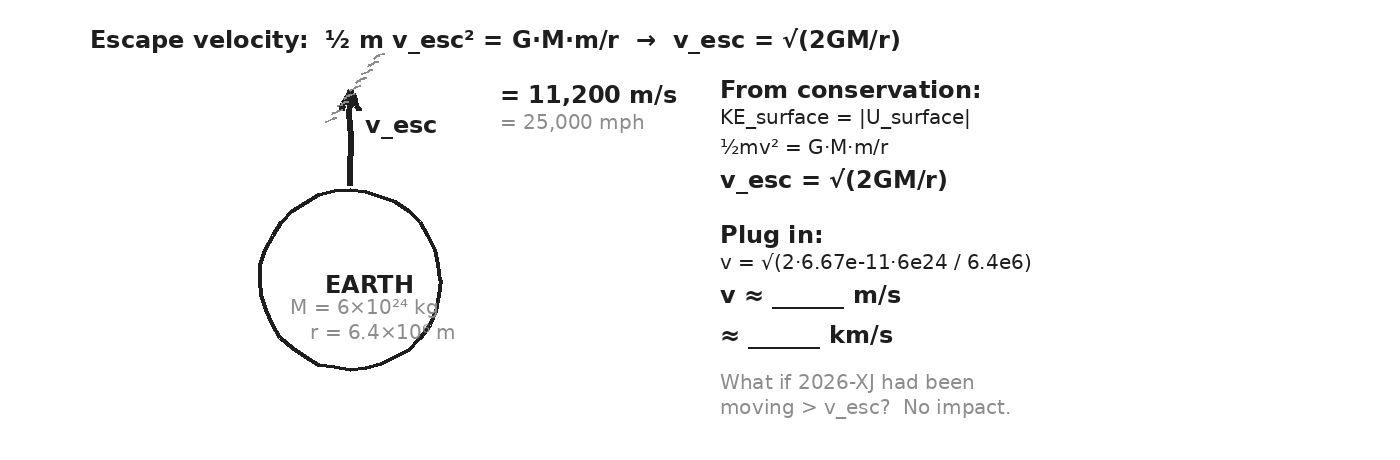 Escape velocity:  ½ m v_esc² = G·M·m/r  →  v_esc = √(2GM/r)
v_esc
= 11,200 m/s
= 25,000 mph
EARTH
M = 6×10²⁴ kg
r = 6.4×10⁶ m
From conservation:
KE_surface = |U_surface|
½mv² = G·M·m/r
v_esc = √(2GM/r)
Plug in:
v = √(2·6.67e-11·6e24 / 6.4e6)
v ≈ ______ m/s
≈ ______ km/s
What if 2026-XJ had been
moving > v_esc?  No impact.